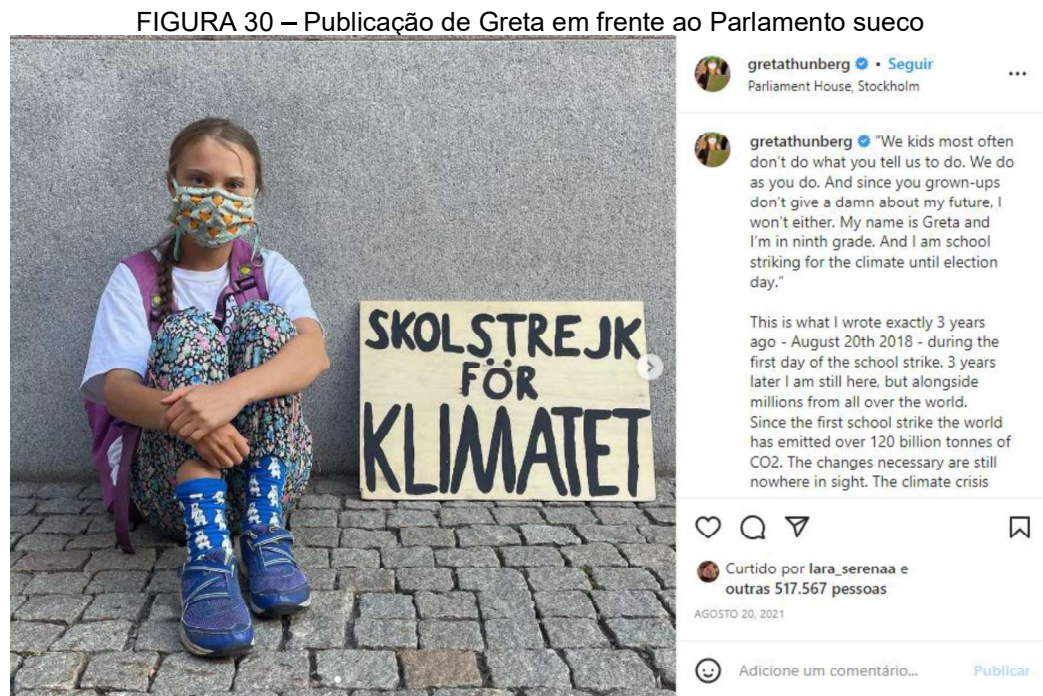 FIGURA 30 – Publicação de Greta em frente ao Parlamento sueco
SKOLSTREJK
FÖR
KLIMATET
gretathunberg • Seguir
Parliament House, Stockholm
gretathunberg "We kids most often
don't do what you tell us to do. We do
as you do. And since you grown-ups
don't give a damn about my future, I
won't either. My name is Greta and
I'm in ninth grade. And I am school
striking for the climate until election
day."
This is what I wrote exactly 3 years
ago - August 20th 2018 - during the
first day of the school strike. 3 years
later I am still here, but alongside
millions from all over the world.
Since the first school strike the world
has emitted over 120 billion tonnes of
CO2. The changes necessary are still
nowhere in sight. The climate crisis
Curtido por lara_serenaa e
outras 517.567 pessoas
AGOSTO 20, 2021
Adicione um comentário... Publicar